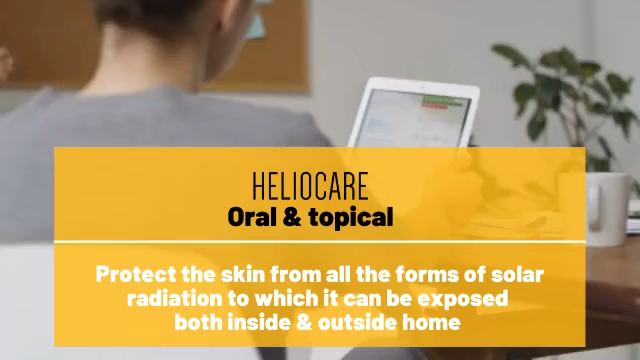 HELIOCARE
Oral & topical
Protect the skin from all the forms of solar
radiation to which it can be exposed
both inside & outside home